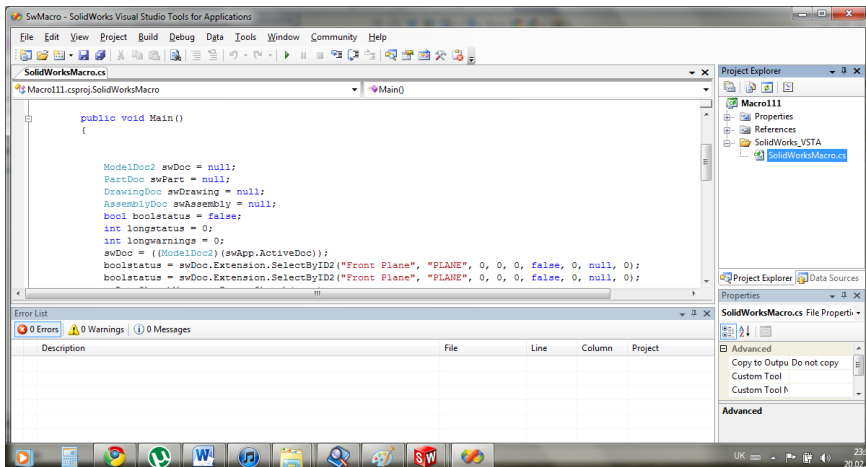 SwMacro - SolidWorks Visual Studio Tools for Applications
File Edit View Project Build Debug Data Tools Window Community Help
SolidWorksMacro.cs
Macro111.csproj.SolidWorksMacro
Main()
public void Main()
{
ModelDoc2 swDoc = null;
PartDoc swPart = null;
DrawingDoc swDrawing = null;
AssemblyDoc swAssembly = null;
bool boolstatus = false;
int longstatus = 0;
int longwarnings = 0;
swDoc = ((ModelDoc2)(swApp.ActiveDoc));
boolstatus = swDoc.Extension.SelectByID2("Front Plane", "PLANE", 0, 0, 0, false, 0, null, 0);
boolstatus = swDoc.Extension.SelectByID2("Front Plane", "PLANE", 0, 0, 0, false, 0, null, 0);
Error List
0 Errors 0 Warnings 0 Messages
Description File Line Column Project
Project Explorer
Macro111
Properties
References
SolidWorks_VSTA
SolidWorksMacro.cs
Project Explorer Data Sources
Properties
SolidWorksMacro.cs File Properti
Advanced
Copy to Outpu Do not copy
Custom Tool
Custom Tool N
Advanced
W SW UK